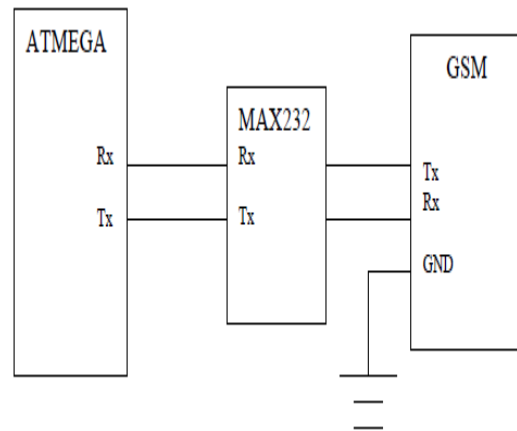 ATMEGA
Rx
Tx
MAX232
Rx
Tx
GSM
Tx
Rx
GND